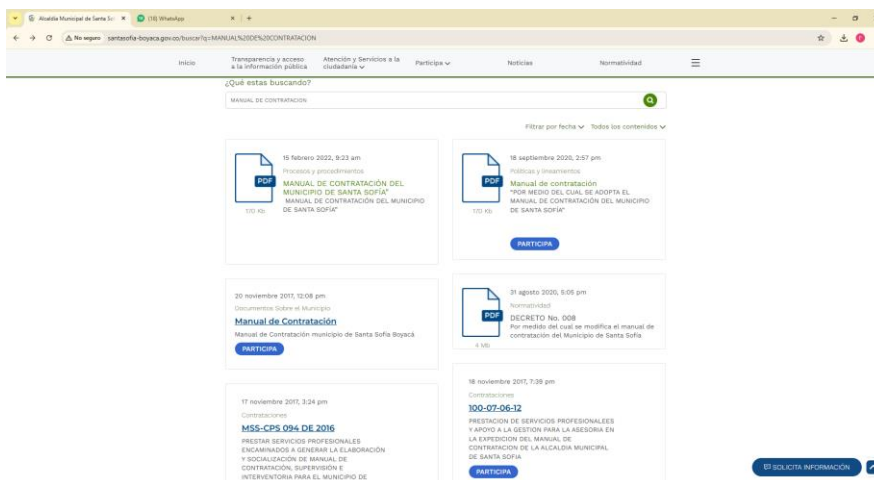 Alcaldía Municipal de Santa So
(18) WhatsApp
No seguro
santasofia-boyaca.gov.co/buscar?q=MANUAL%20DE%20CONTRATACION
Inicio
Transparencia y acceso
a la información pública
Atención y Servicios a la
ciudadanía
Participa
Noticias
Normatividad
¿Qué estas buscando?
MANUAL DE CONTRATACION
Filtrar por fecha
Todos los contenidos
PDF
170 Kb
15 febrero 2022, 9:23 am
Procesos y procedimientos
MANUAL DE CONTRATACIÓN DEL
MUNICIPIO DE SANTA SOFÍA"
MANUAL DE CONTRATACIÓN DEL MUNICIPIO
DE SANTA SOFÍA"
PDF
170 Kb
18 septiembre 2020, 2:57 pm
Políticas y lineamientos
Manual de contratación
"POR MEDIO DEL CUAL SE ADOPTA EL
MANUAL DE CONTRATACIÓN DEL MUNICIPIO
DE SANTA SOFÍA"
PARTICIPA
20 noviembre 2017, 12:08 pm
Documentos Sobre el Municipio
Manual de Contratación
Manual de Contratación municipio de Santa Sofía Boyacá
PARTICIPA
PDF
4 Mb
31 agosto 2020, 5:05 pm
Normatividad
DECRETO No. 008
Por medido del cual se modifica el manual de
contratación del Municipio de Santa Sofía
17 noviembre 2017, 3:24 pm
Contrataciones
MSS-CPS 094 DE
2016
PRESTAR SERVICIOS PROFESIONALES
ENCAMINADOS A GENERAR LA ELABORACIÓN
Y SOCIALIZACIÓN DE MANUAL DE
CONTRATACIÓN, SUPERVISIÓN E
INTERVENTORIA PARA EL MUNICIPIO DE
16 noviembre 2017, 7:39 pm
Contrataciones
100-07-06-12
PRESTACION DE SERVICIOS PROFESIONALEES
Y APOYO A LA GESTION PARA LA ASESORIA EN
LA EXPEDICION DEL MANUAL DE
CONTRATACION DE LA ALCALDIA MUNICIPAL
DE SANTA SOFIA
PARTICIPA
SOLICITA INFORMACIÓN